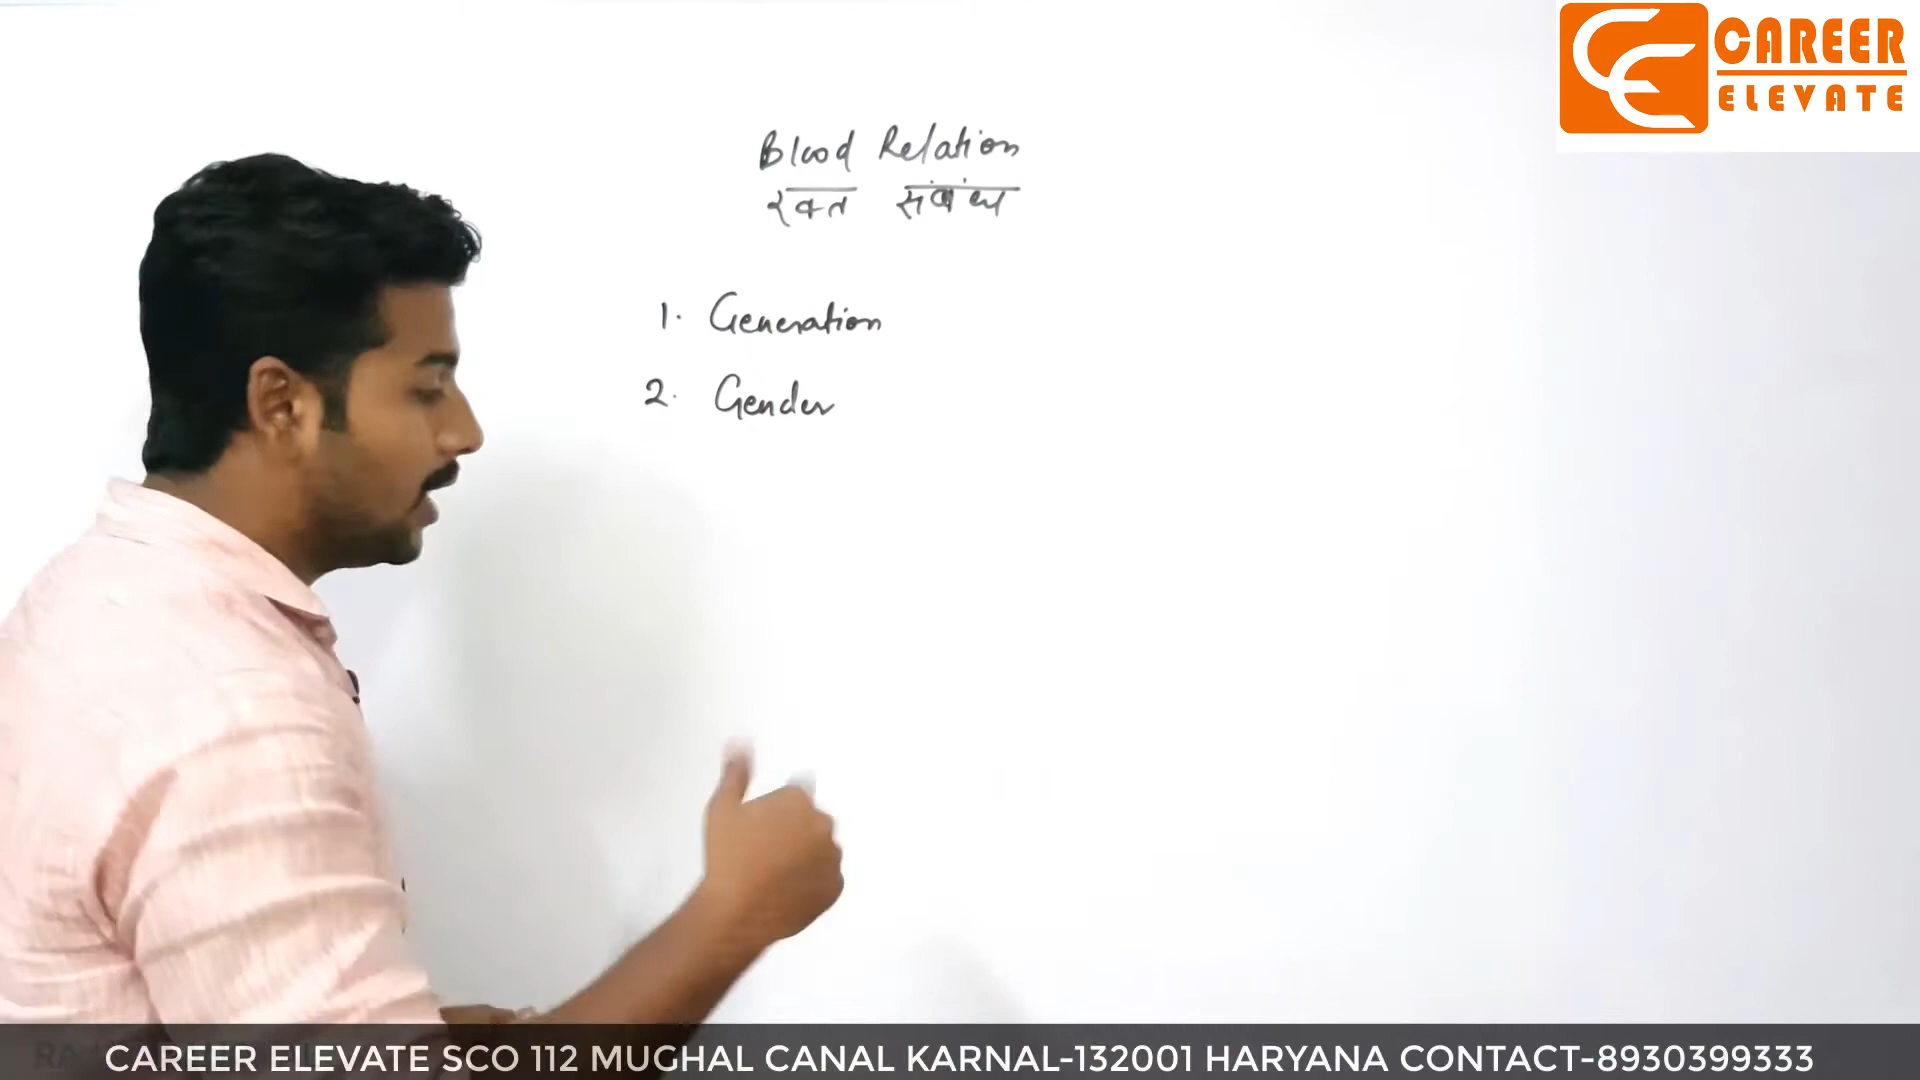 CAREER
ELEVATE
Blood Relation
रक्त संबंध
1. Generation
2. Gender
CAREER ELEVATE SCO 112 MUGHAL CANAL KARNAL-132001 HARYANA CONTACT-8930399333